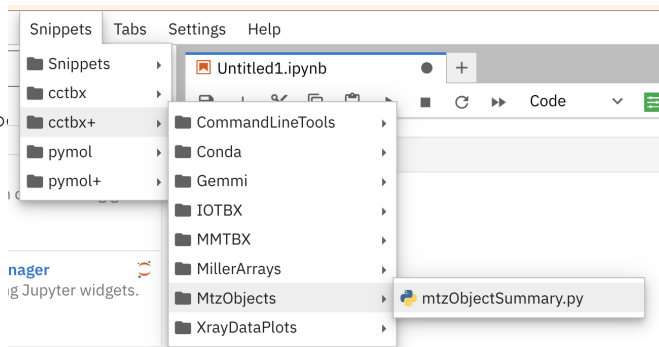 Snippets Tabs Settings Help
Snippets
cctbx
cctbx+
pymol
pymol+
Untitled1.ipynb
Code
CommandLineTools
Conda
Gemmi
IOTBX
MMTBX
MillerArrays
MtzObjects
XrayDataPlots
mtzObjectSummary.py
nager
g Jupyter widgets.